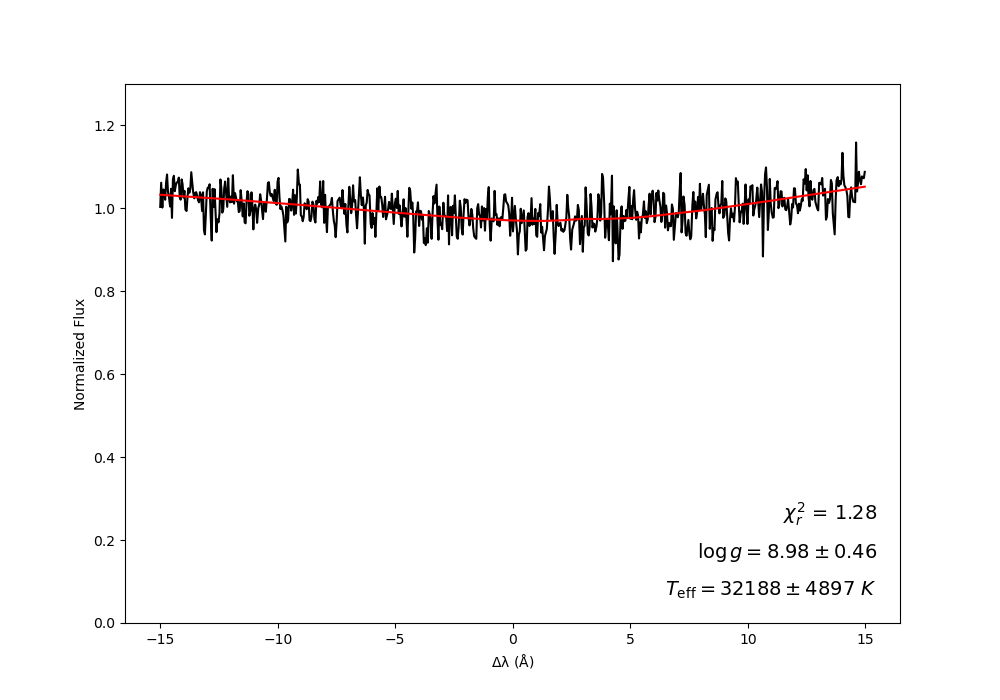 1.2
1.0
0.8
0.6
0.4
0.2
0.0
Normalized Flux
χ²ᵣ = 1.28
log g = 8.98 ± 0.46
T_eff = 32188 ± 4897 K
−15 −10 −5 0 5 10 15
Δλ (Å)